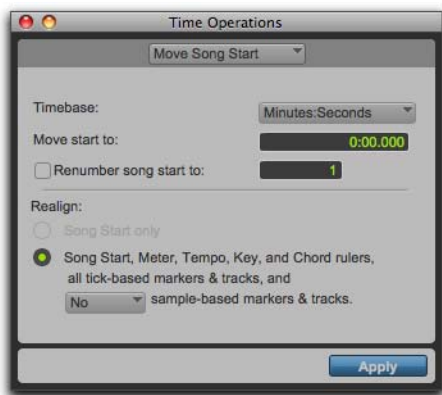 Time Operations
Move Song Start
Timebase:
Minutes:Seconds
Move start to:
0:00.000
Renumber song start to:
1
Realign:
Song Start only
Song Start, Meter, Tempo, Key, and Chord rulers,
all tick-based markers & tracks, and
No sample-based markers & tracks.
Apply